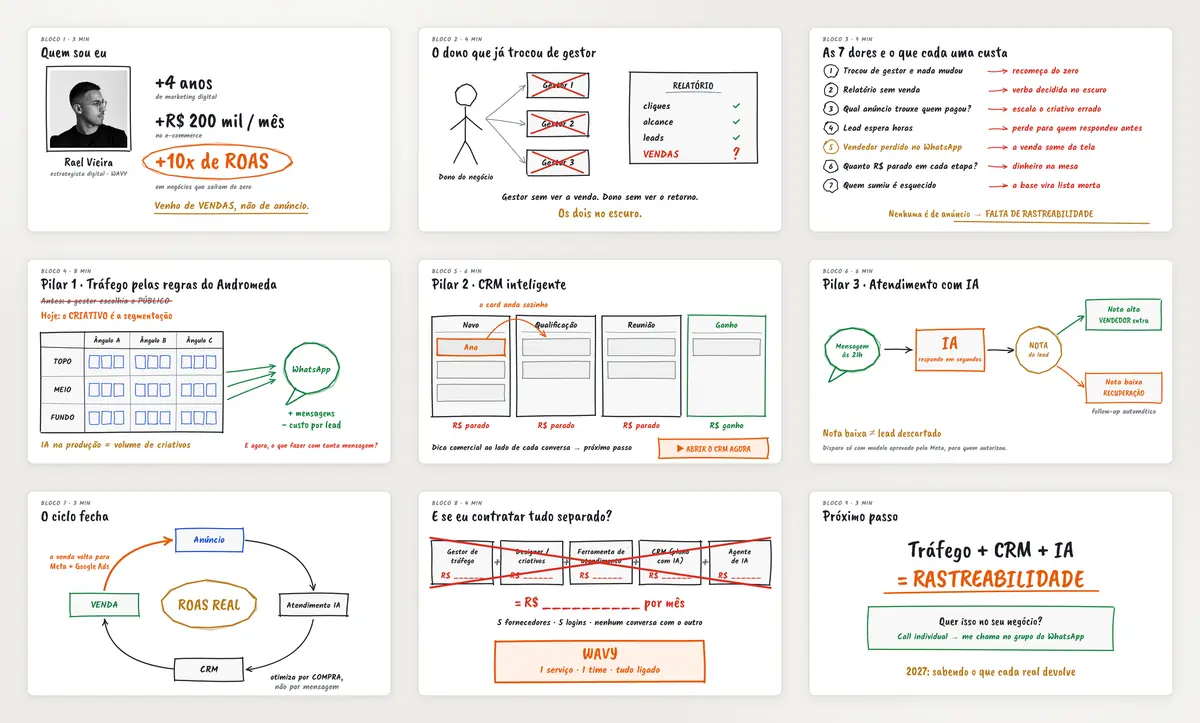 BLOCO 1 · 3 MIN
Quem sou eu
+4 anos
de marketing digital
+R$ 200 mil / mês
no e-commerce
+10x de ROAS
em negócios que saíram do zero
Rael Vieira
estrategista digital · WAVY
Venho de VENDAS, não de anúncio.
BLOCO 2 · 4 MIN
O dono que já trocou de gestor
Gestor 1
Gestor 2
Gestor 3
Dono do negócio
RELATÓRIO
cliques
alcance
leads
VENDAS ?
Gestor sem ver a venda. Dono sem ver o retorno.
Os dois no escuro.
BLOCO 3 · 9 MIN
As 7 dores e o que cada uma custa
1 Trocou de gestor e nada mudou → recomeça do zero
2 Relatório sem venda → verba decidida no escuro
3 Qual anúncio trouxe quem pagou? → escala o criativo errado
4 Lead espera horas → perde para quem respondeu antes
5 Vendedor perdido no WhatsApp → a venda some da tela
6 Quanto R$ parado em cada etapa? → dinheiro na mesa
7 Quem sumiu é esquecido → a base vira lista morta
Nenhuma é de anúncio → FALTA DE RASTREABILIDADE
BLOCO 4 · 8 MIN
Pilar 1 · Tráfego pelas regras do Andromeda
Antes: o gestor escolhia o PÚBLICO
Hoje: o CRIATIVO é a segmentação
Ângulo A Ângulo B Ângulo C
TOPO
MEIO
FUNDO
WhatsApp
+ mensagens
− custo por lead
IA na produção = volume de criativos
E agora, o que fazer com tanta mensagem?
BLOCO 5 · 6 MIN
Pilar 2 · CRM inteligente
o card anda sozinho
Novo Qualificação Reunião Ganho
Ana
R$ parado R$ parado R$ parado R$ ganho
Dica comercial ao lado de cada conversa → próximo passo
▶ ABRIR O CRM AGORA
BLOCO 6 · 6 MIN
Pilar 3 · Atendimento com IA
Mensagem
às 21h
IA
responde em segundos
NOTA
do lead
Nota alta
VENDEDOR entra
Nota baixa
RECUPERAÇÃO
follow-up automático
Nota baixa ≠ lead descartado
Disparo só com modelo aprovado pela Meta, para quem autorizou.
BLOCO 7 · 3 MIN
O ciclo fecha
a venda volta para
Meta + Google Ads
Anúncio
VENDA
ROAS REAL
Atendimento IA
CRM
otimiza por COMPRA,
não por mensagem
BLOCO 8 · 4 MIN
E se eu contratar tudo separado?
Gestor de
tráfego
R$ ______
+
Designer /
criativos
R$ ______
+
Ferramenta de
atendimento
R$ ______
+
CRM (plano
com IA)
R$ ______
+
Agente
de IA
R$ ______
= R$ __________ por mês
5 fornecedores · 5 logins · nenhum conversa com o outro
WAVY
1 serviço · 1 time · tudo ligado
BLOCO 9 · 3 MIN
Próximo passo
Tráfego + CRM + IA
= RASTREABILIDADE
Quer isso no seu negócio?
Call individual → me chama no grupo do WhatsApp
2027: sabendo o que cada real devolve